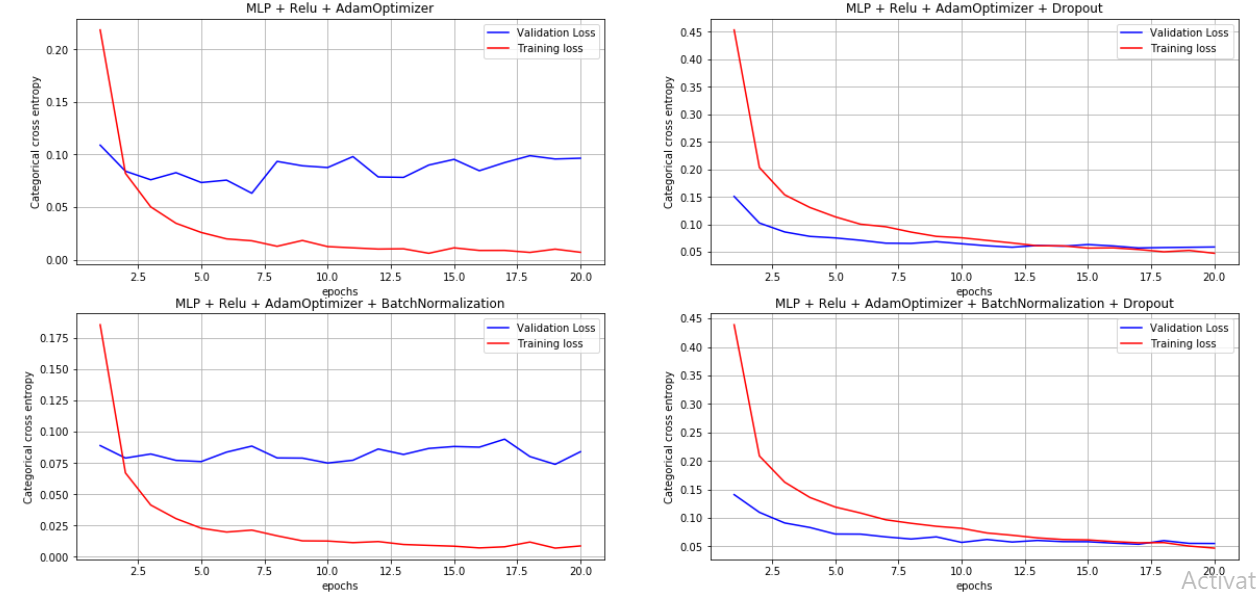 MLP + Relu + AdamOptimizer
Categorical cross entropy
0.20
0.15
0.10
0.05
0.00
Validation Loss
Training loss
2.5 5.0 7.5 10.0 12.5 15.0 17.5 20.0
epochs
MLP + Relu + AdamOptimizer + Dropout
Categorical cross entropy
0.45
0.40
0.35
0.30
0.25
0.20
0.15
0.10
0.05
Validation Loss
Training loss
2.5 5.0 7.5 10.0 12.5 15.0 17.5 20.0
epochs
MLP + Relu + AdamOptimizer + BatchNormalization
Categorical cross entropy
0.175
0.150
0.125
0.100
0.075
0.050
0.025
0.000
Validation Loss
Training loss
2.5 5.0 7.5 10.0 12.5 15.0 17.5 20.0
epochs
MLP + Relu + AdamOptimizer + BatchNormalization + Dropout
Categorical cross entropy
0.45
0.40
0.35
0.30
0.25
0.20
0.15
0.10
0.05
Validation Loss
Training loss
2.5 5.0 7.5 10.0 12.5 15.0 17.5 20.0
epochs
Activat